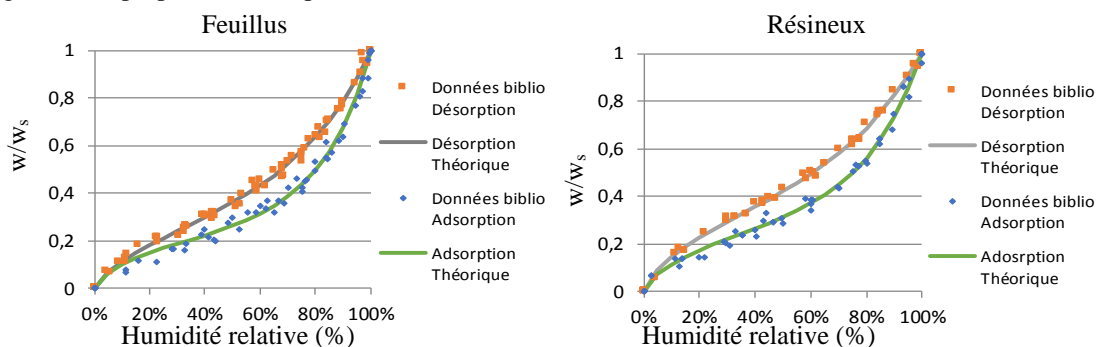 Feuillus
1
0,8
0,6
0,4
0,2
0
w/ws
0% 20% 40% 60% 80% 100%
Humidité relative (%)
Données biblio
Désorption
Désorption
Théorique
Données biblio
Adsorption
Adsorption
Théorique
Résineux
1
0,8
0,6
0,4
0,2
0
w/ws
0% 20% 40% 60% 80% 100%
Humidité relative (%)
Données biblio
Désorption
Désorption
Théorique
Données biblio
Adsorption
Adosrption
Théorique